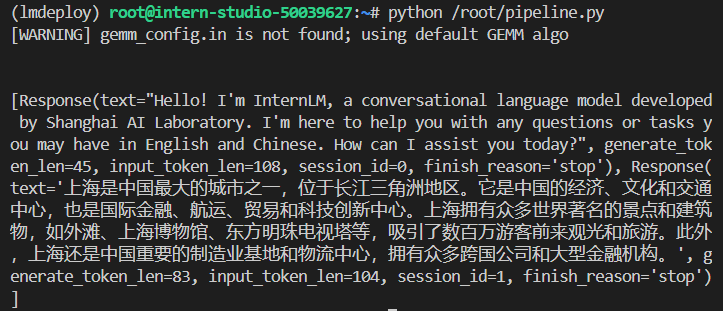 (lmdeploy) root@intern-studio-50039627:~# python /root/pipeline.py
[WARNING] gemm_config.in is not found; using default GEMM algo
[Response(text="Hello! I'm InternLM, a conversational language model developed
 by Shanghai AI Laboratory. I'm here to help you with any questions or tasks y
ou may have in English and Chinese. How can I assist you today?", generate_tok
en_len=45, input_token_len=108, session_id=0, finish_reason='stop'), Response(
text='上海是中国最大的城市之一，位于长江三角洲地区。它是中国的经济、文化和交通
中心，也是国际金融、航运、贸易和科技创新中心。上海拥有众多世界著名的景点和建筑
物，如外滩、上海博物馆、东方明珠电视塔等，吸引了数百万游客前来观光和旅游。此外
，上海还是中国重要的制造业基地和物流中心，拥有众多跨国公司和大型金融机构。', g
enerate_token_len=83, input_token_len=104, session_id=1, finish_reason='stop')
]